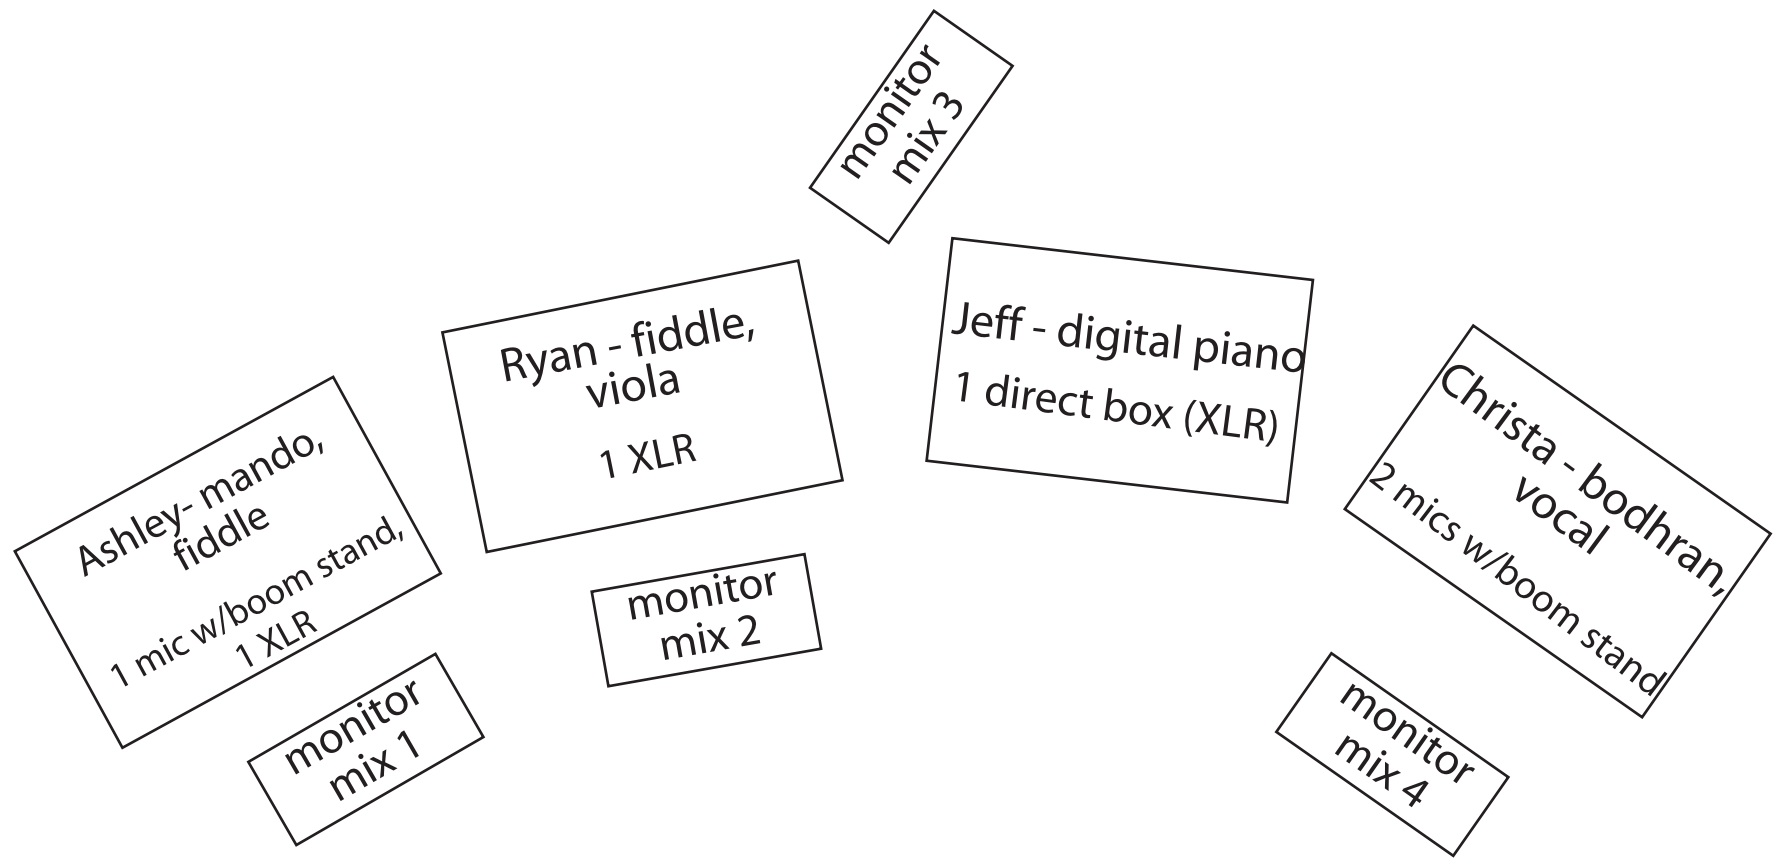 monitor
mix 3
Ryan - fiddle,
viola
1 XLR
Jeff - digital piano
1 direct box (XLR)
Ashley- mando,
fiddle
1 mic w/boom stand,
1 XLR
Christa - bodhran,
vocal
2 mics w/boom stand
monitor
mix 1
monitor
mix 2
monitor
mix 4